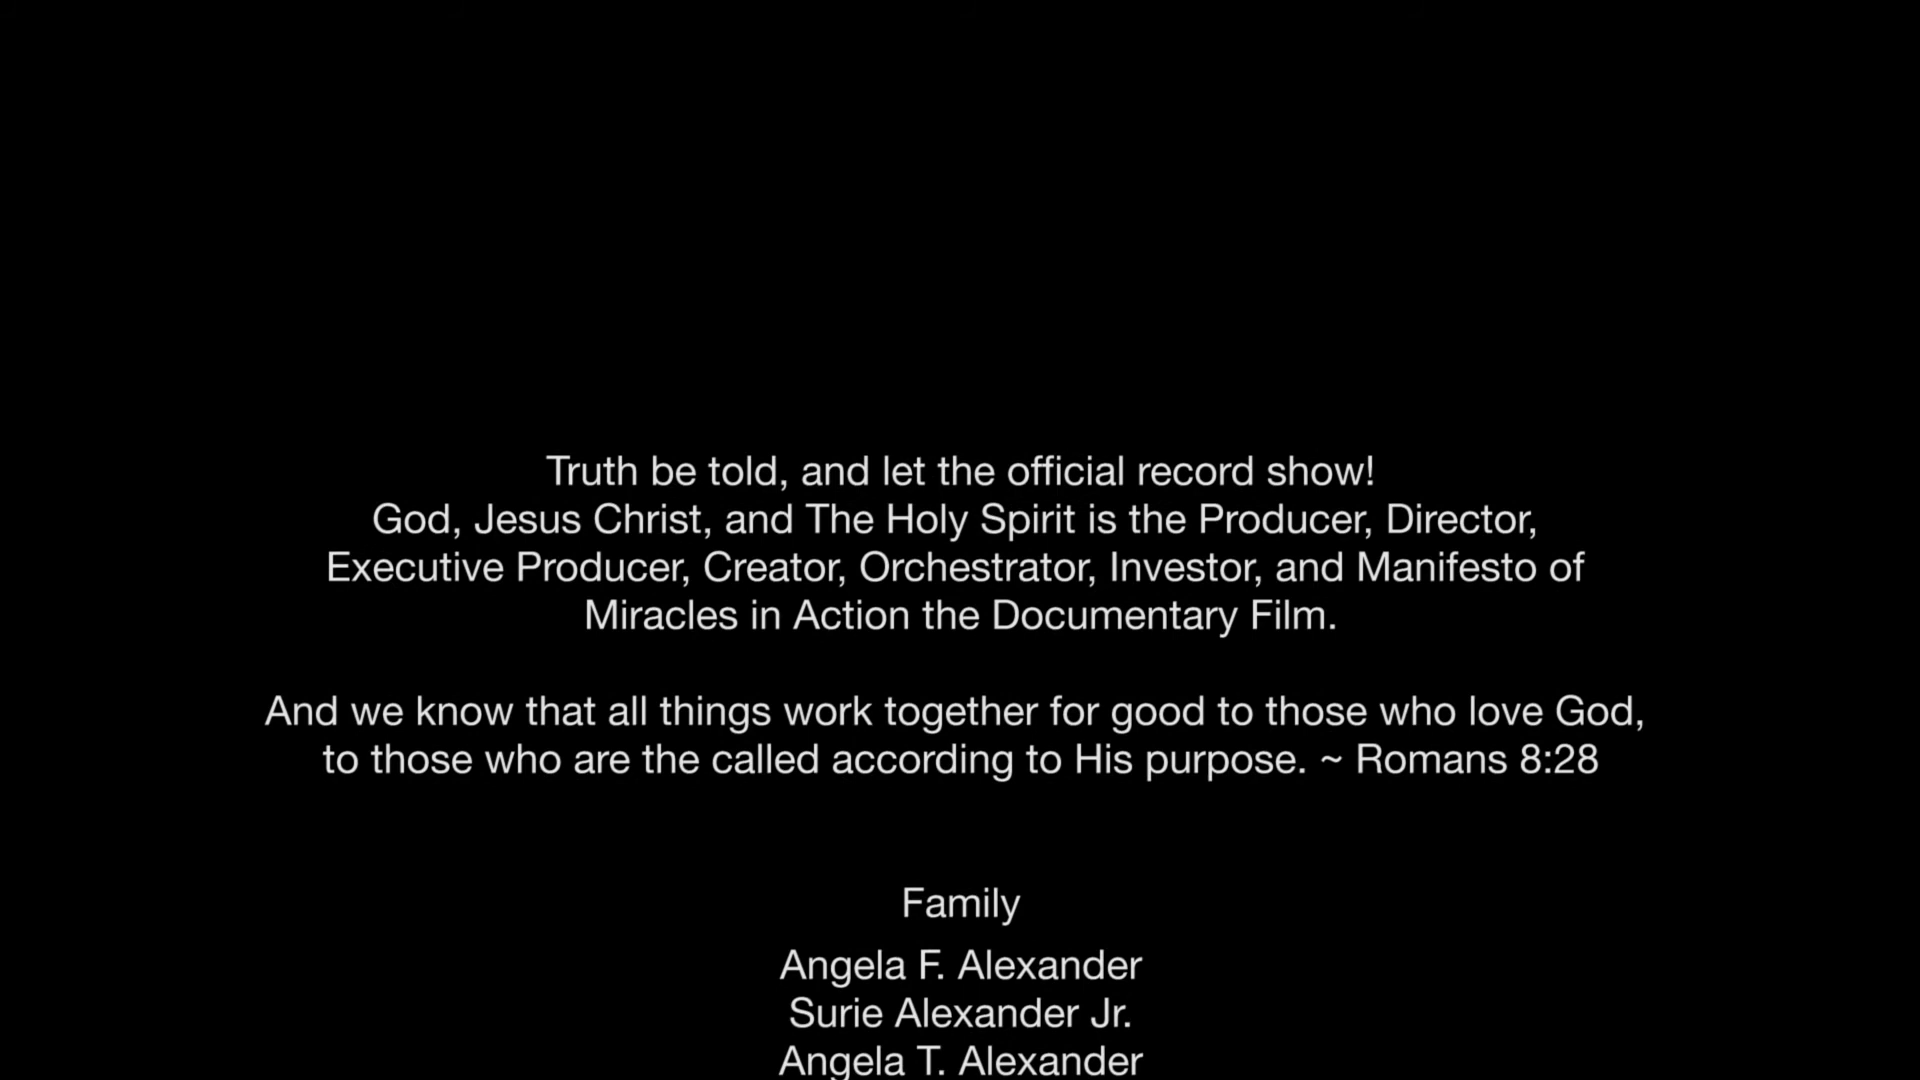 Truth be told, and let the official record show!
God, Jesus Christ, and The Holy Spirit is the Producer, Director,
Executive Producer, Creator, Orchestrator, Investor, and Manifesto of
Miracles in Action the Documentary Film.
And we know that all things work together for good to those who love God,
to those who are the called according to His purpose. ~ Romans 8:28
Family
Angela F. Alexander
Surie Alexander Jr.
Angela T. Alexander